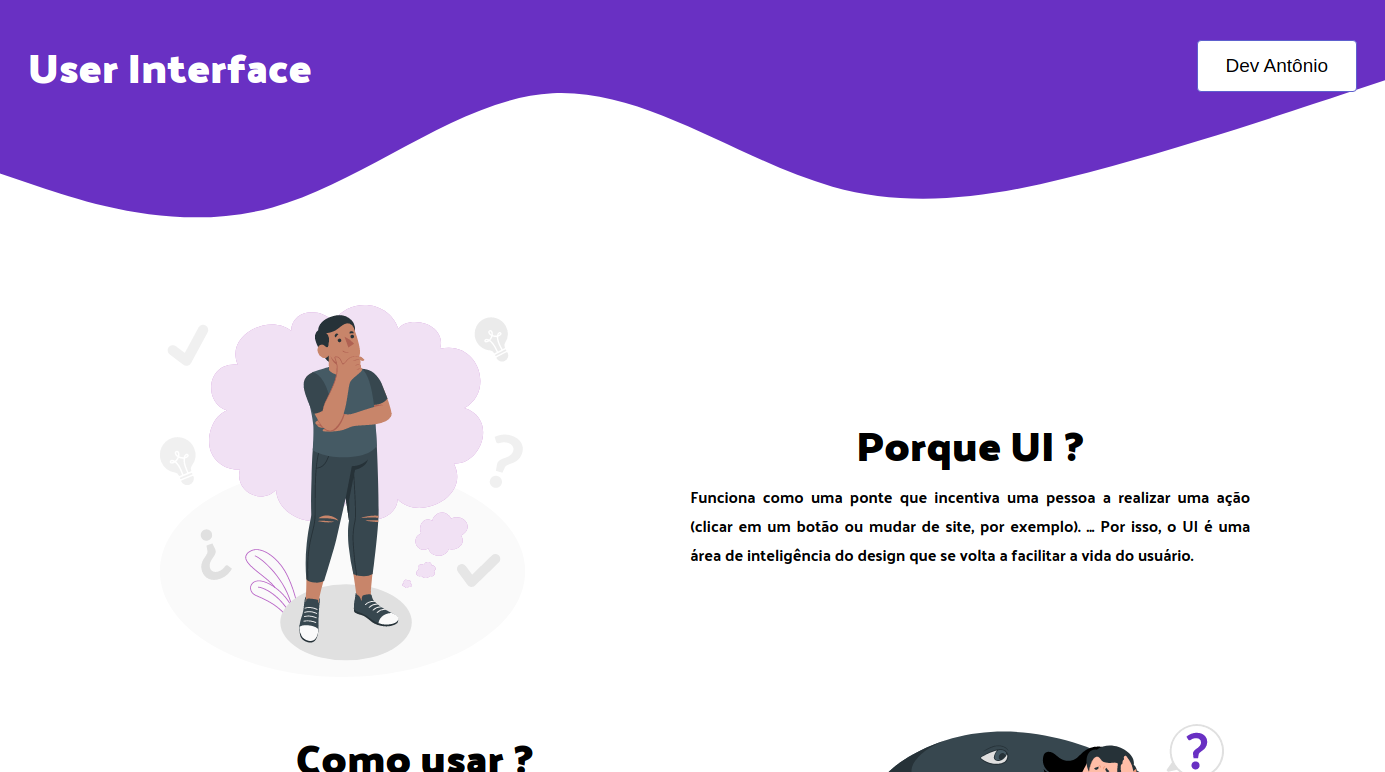 User Interface
Dev Antônio
Porque UI ?
Funciona como uma ponte que incentiva uma pessoa a realizar uma ação
(clicar em um botão ou mudar de site, por exemplo). ... Por isso, o UI é uma
área de inteligência do design que se volta a facilitar a vida do usuário.
Como usar ?
?